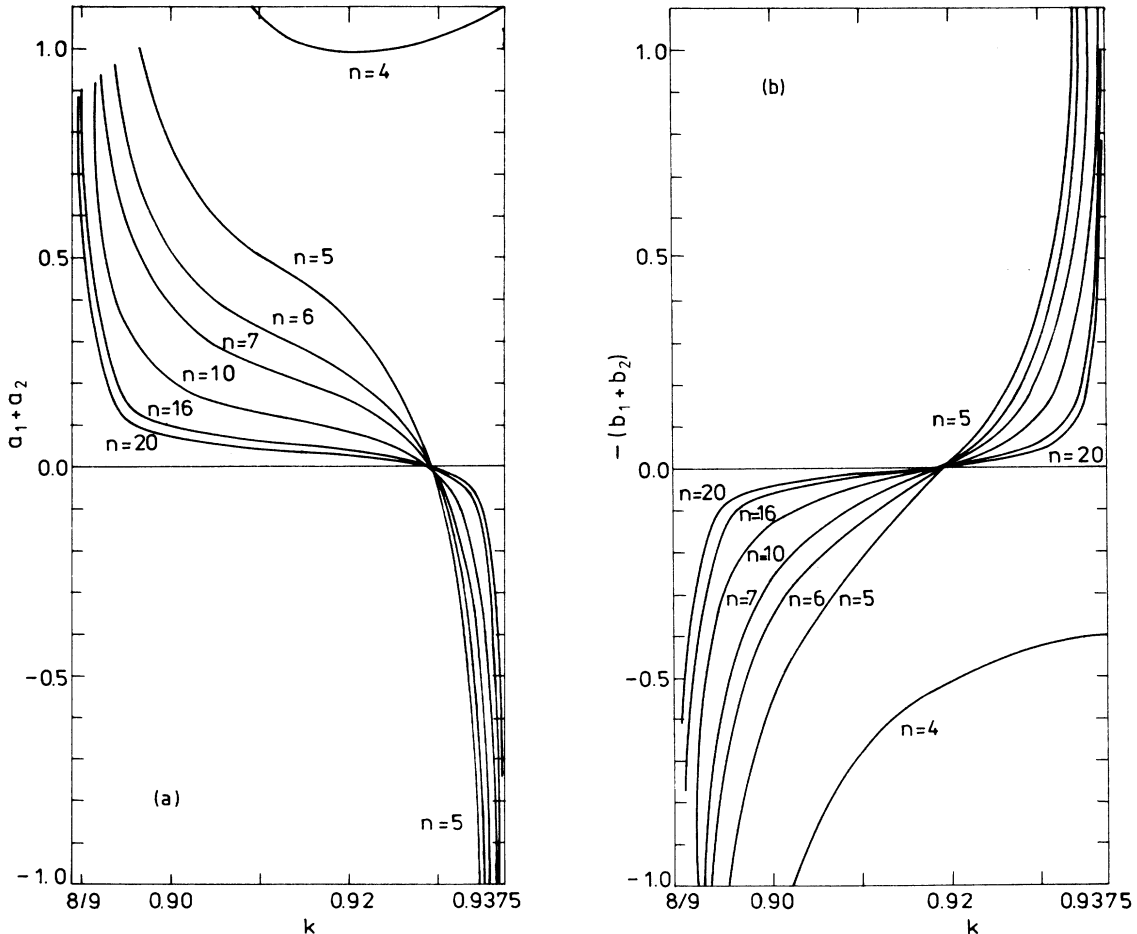 1.0
0.5
0.0
−0.5
−1.0
a₁ + a₂
n=4
n=5
n=6
n=7
n=10
n=16
n=20
(a)
n=5
8/9
0.90
0.92
0.9375
k
1.0
0.5
0.0
−0.5
−1.0
−(b₁ + b₂)
(b)
n=5
n=20
n=20
n=16
n=10
n=7
n=6
n=5
n=4
8/9
0.90
0.92
0.9375
k